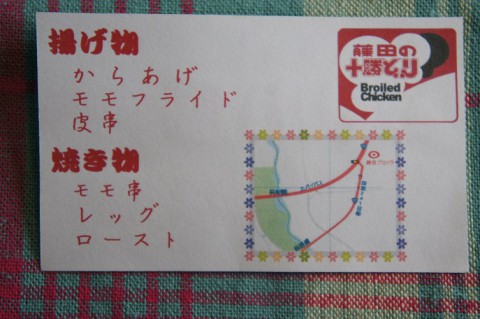 揚げ物
からあげ
モモフライド
皮串
焼き物
モモ串
レッグ
ロースト
藤田の
十勝どり
Broiled
Chicken